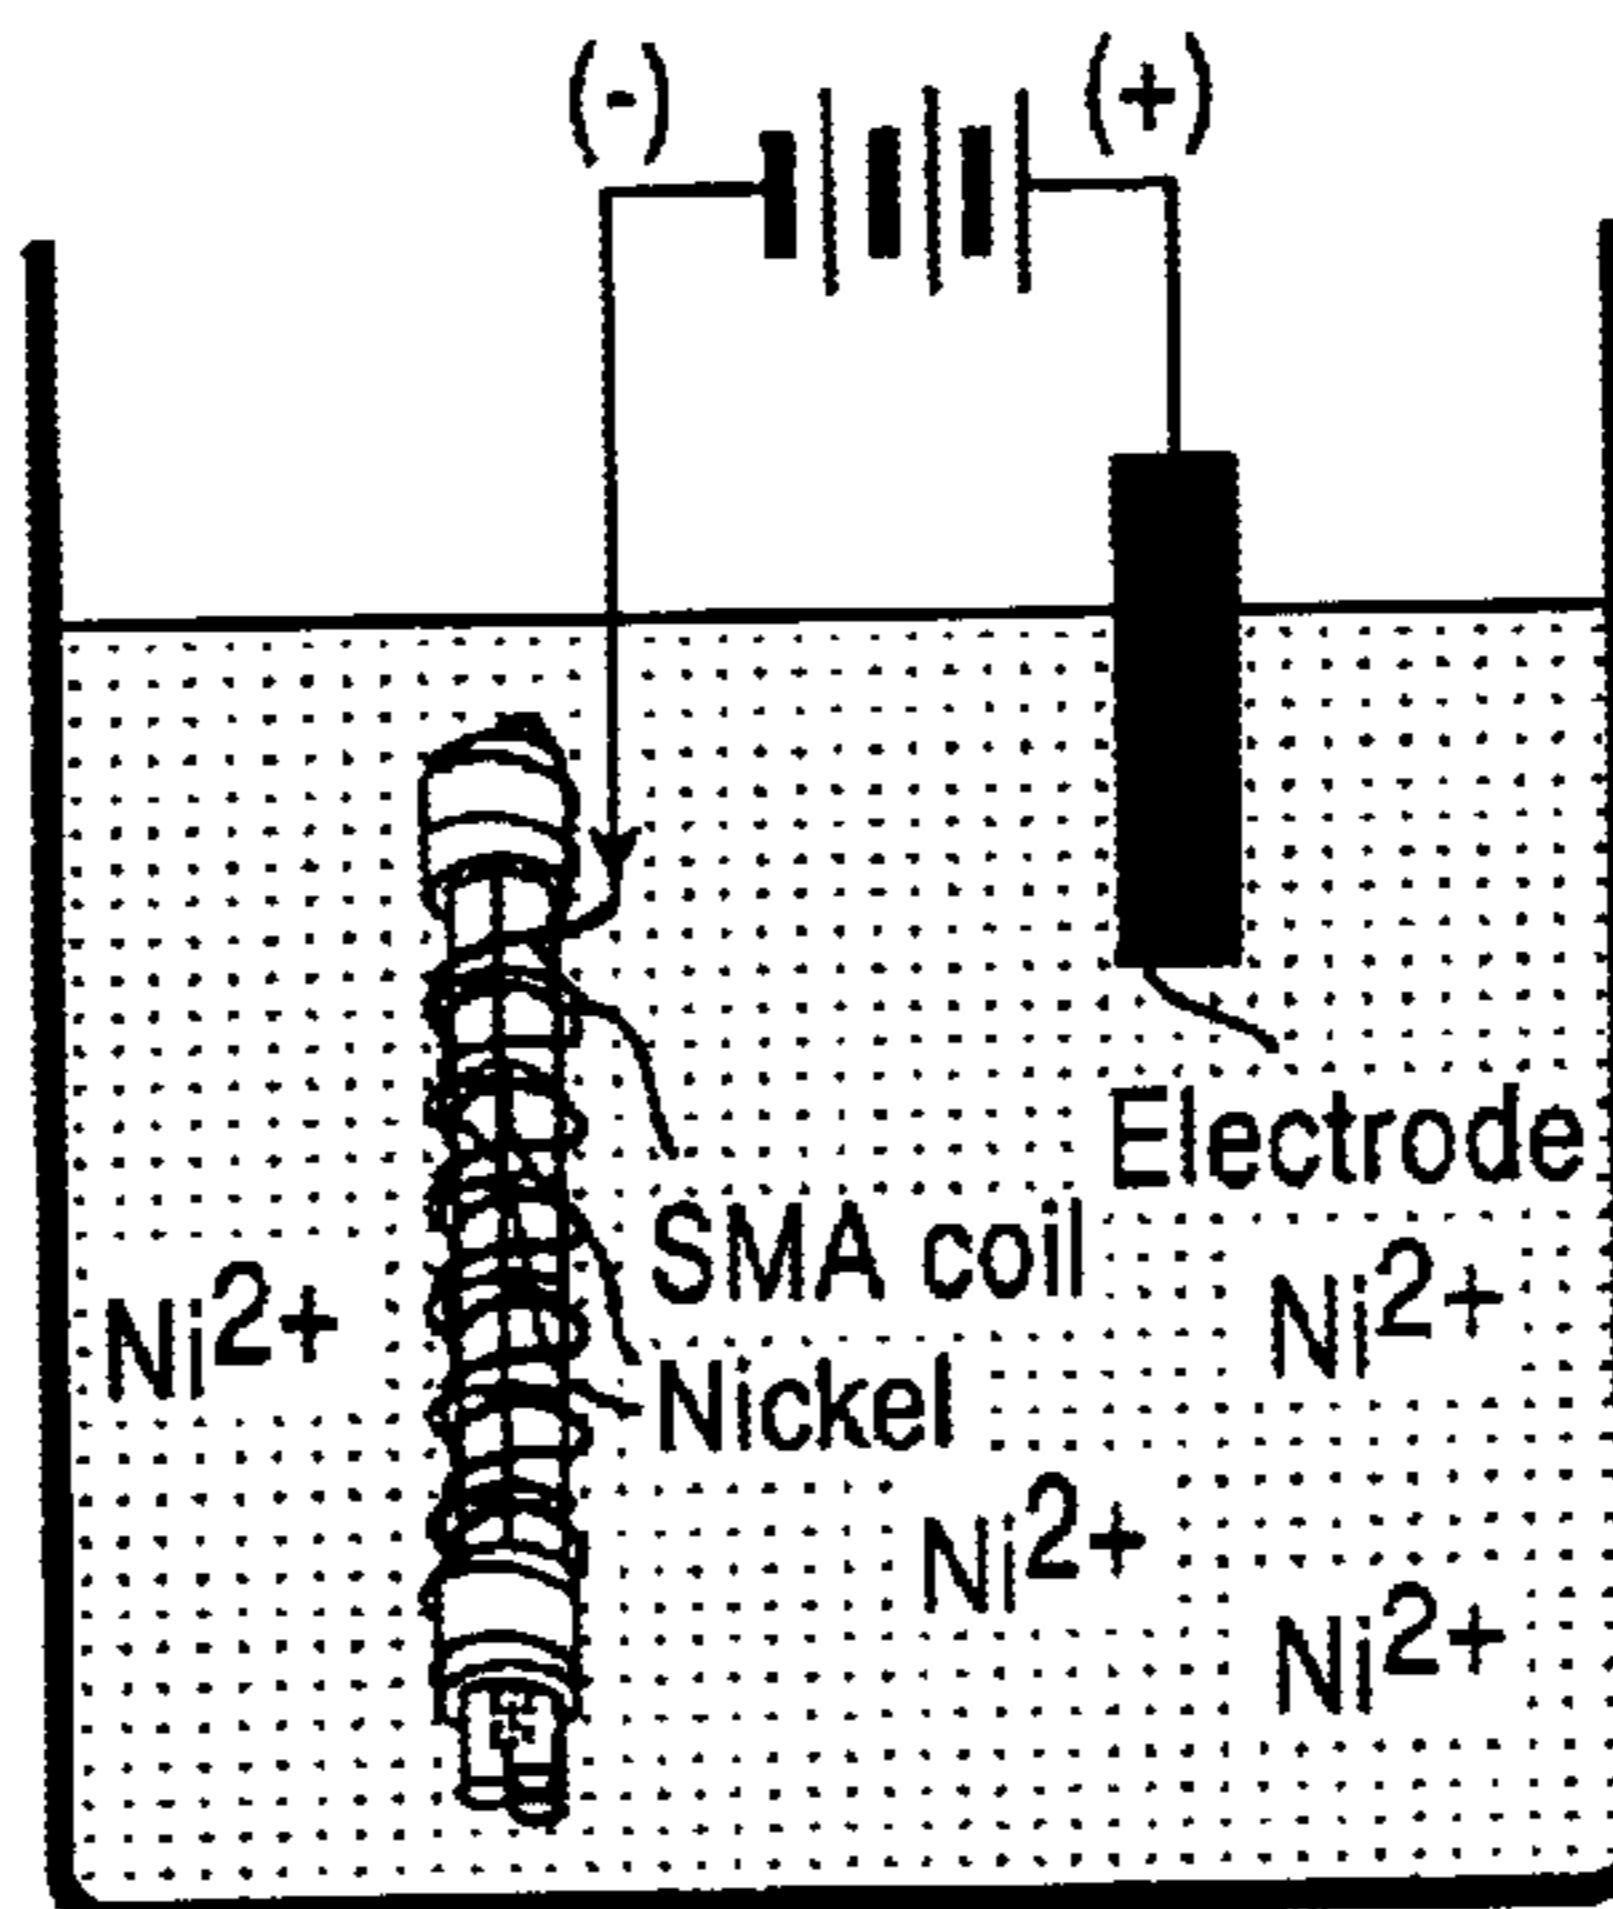 (-) (+)
Electrode
SMA coil
Ni2+ Ni2+
Nickel
Ni2+
Ni2+